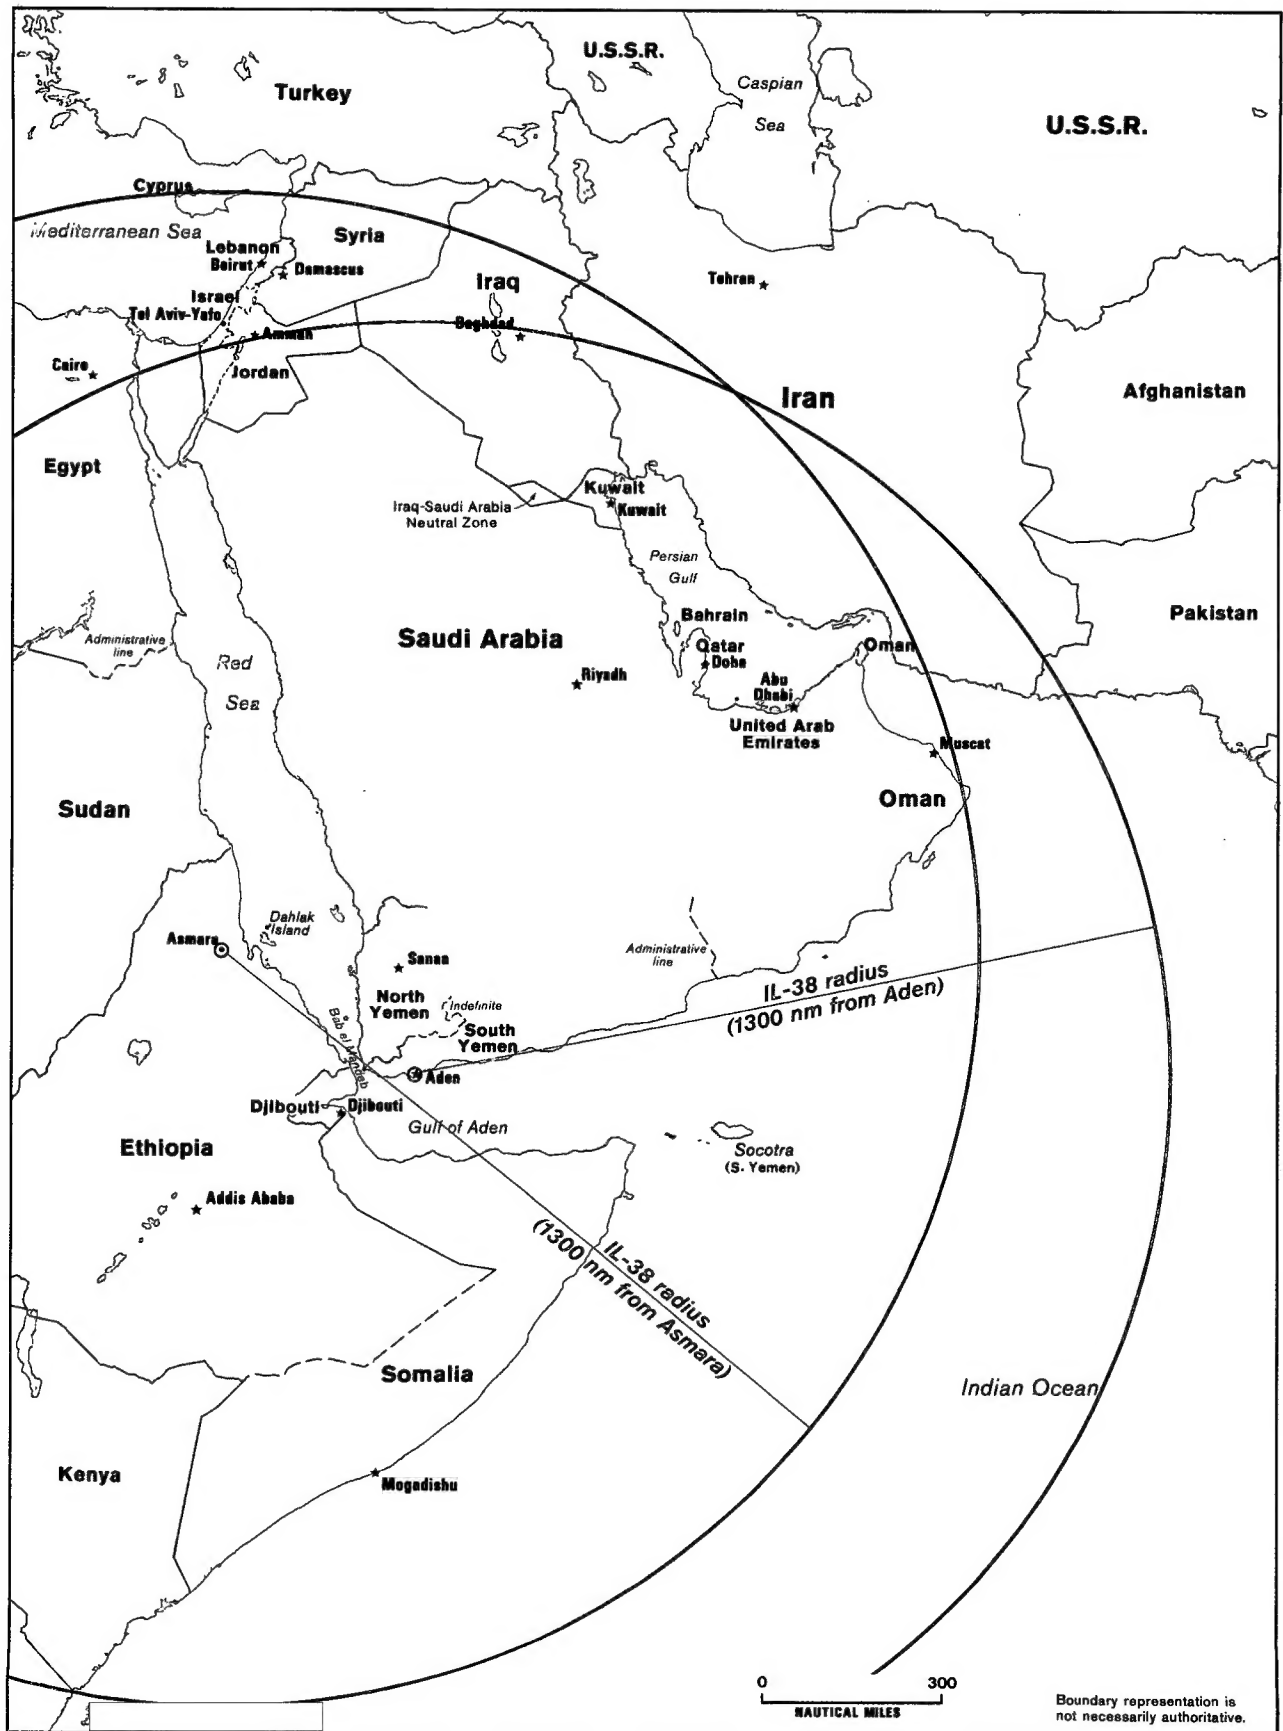 U.S.S.R.
Turkey
Caspian
Sea
U.S.S.R.
Cyprus
Mediterranean Sea
Syria
Lebanon
Beirut
Damascus
Tehran
Iraq
Israel
Tel Aviv-Yafo
Baghdad
Amman
Cairo
Jordan
Iran
Afghanistan
Egypt
Kuwait
Kuwait
Iraq-Saudi Arabia
Neutral Zone
Persian
Gulf
Bahrain
Pakistan
Administrative
line
Saudi Arabia
Qatar
Doha
Oman
Red
Sea
Riyadh
Abu
Dhabi
United Arab
Emirates
Muscat
Sudan
Oman
Dahlak
Island
Asmara
Sanaa
Administrative
line
North
Yemen
Indefinite
South
Yemen
Bab el Mandeb
IL-38 radius
(1300 nm from Aden)
Aden
Djibouti
Djibouti
Gulf of Aden
Ethiopia
Socotra
(S. Yemen)
Addis Ababa
IL-38 radius
(1300 nm from Asmara)
Somalia
Indian Ocean
Kenya
Mogadishu
0 300
NAUTICAL MILES
Boundary representation is
not necessarily authoritative.